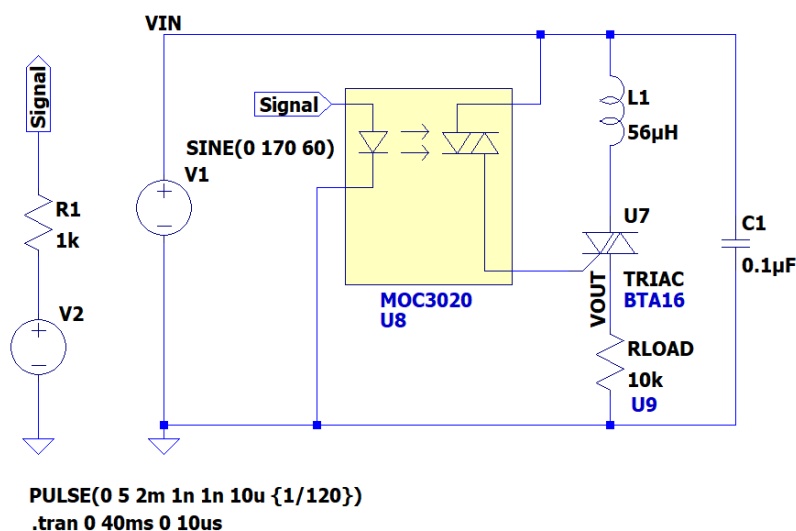 VIN
Signal
Signal
SINE(0 170 60)
V1
R1
1k
V2
L1
56µH
U7
TRIAC
BTA16
VOUT
C1
0.1µF
MOC3020
U8
RLOAD
10k
U9
PULSE(0 5 2m 1n 1n 10u {1/120})
.tran 0 40ms 0 10us